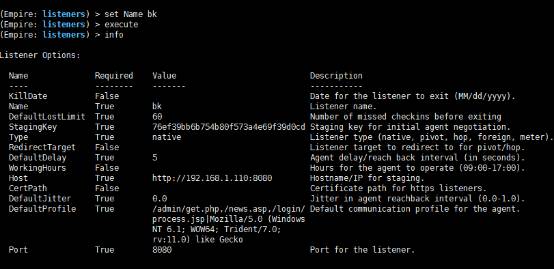 (Empire: listeners) > set Name bk
(Empire: listeners) > execute
(Empire: listeners) > info
Listener Options:
Name Required Value Description
---- -------- ------- -----------
KillDate False Date for the listener to exit (MM/dd/yyyy).
Name True bk Listener name.
DefaultLostLimit True 60 Number of missed checkins before exiting
StagingKey True 76ef39bb6b754b80f573a4e69f39d0cd Staging key for initial agent negotiation.
Type True native Listener type (native, pivot, hop, foreign, meter).
RedirectTarget False Listener target to redirect to for pivot/hop.
DefaultDelay True 5 Agent delay/reach back interval (in seconds).
WorkingHours False Hours for the agent to operate (09:00-17:00).
Host True http://192.168.1.110:8080 Hostname/IP for staging.
CertPath False Certificate path for https listeners.
DefaultJitter True 0.0 Jitter in agent reachback interval (0.0-1.0).
DefaultProfile True /admin/get.php,/news.asp,/login/ Default communication profile for the agent.
process.jsp|Mozilla/5.0 (Windows
NT 6.1; WOW64; Trident/7.0;
rv:11.0) like Gecko
Port True 8080 Port for the listener.